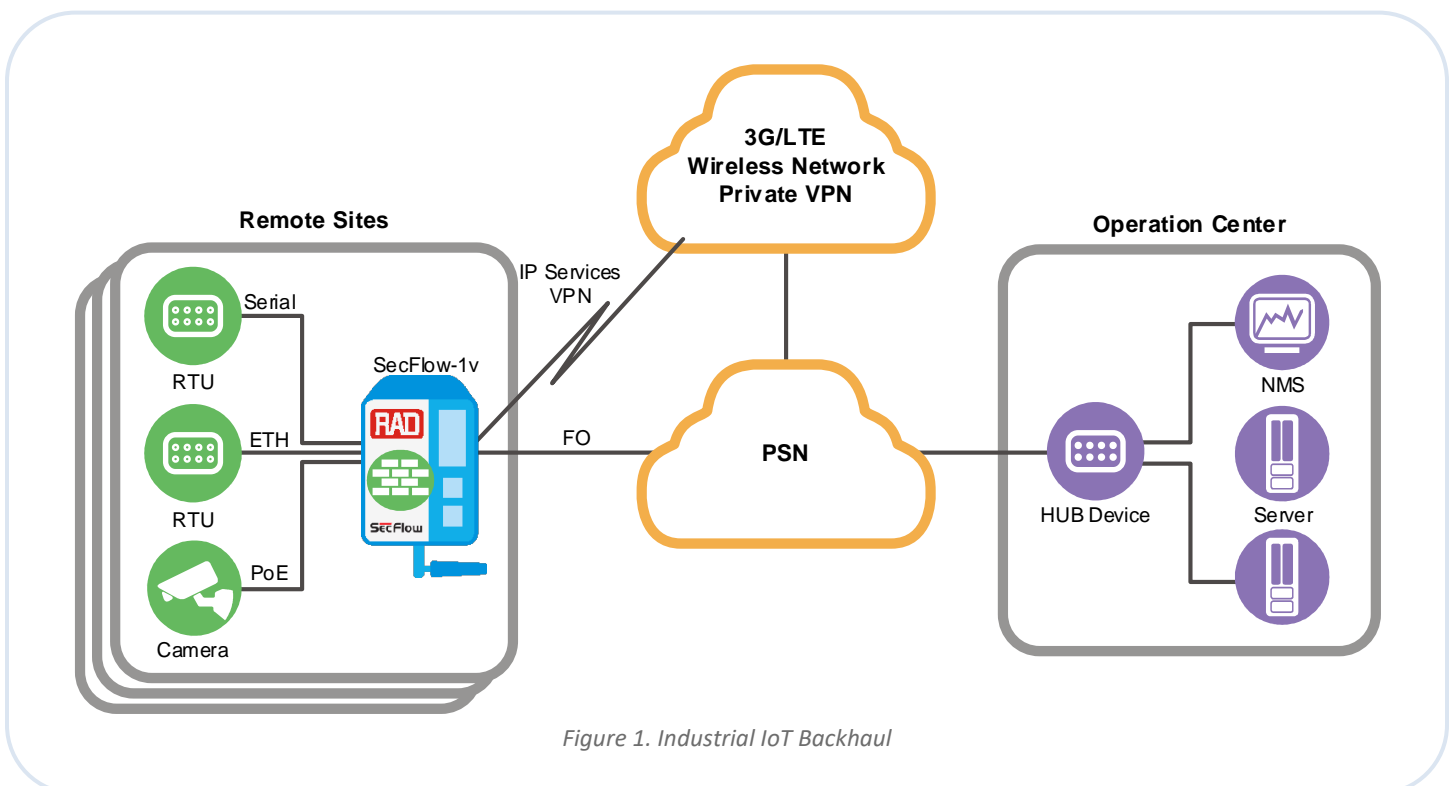 3G/LTE
Wireless Network
Private VPN
Remote Sites
Operation Center
IP Services
VPN
Serial
RTU
SecFlow-1v
RAD
SecFlow
ETH
RTU
PoE
Camera
FO
PSN
NMS
HUB Device
Server
Figure 1. Industrial IoT Backhaul